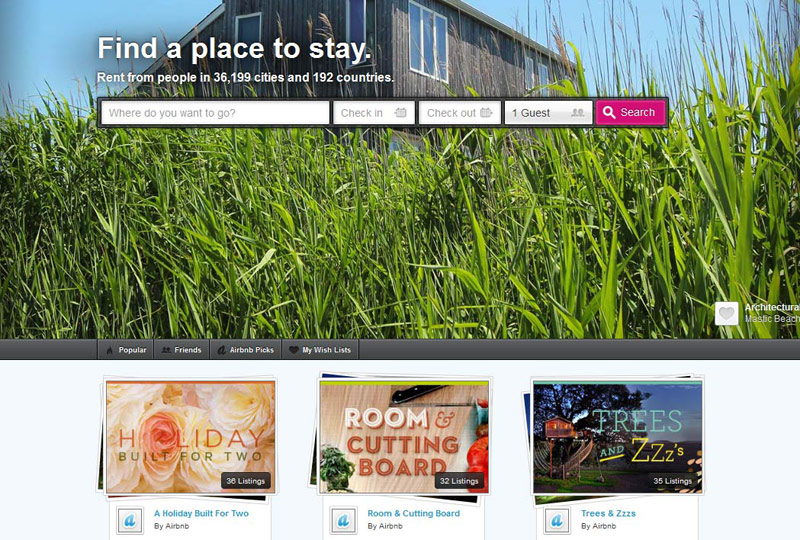 Find a place to stay.
Rent from people in 36,199 cities and 192 countries.
Where do you want to go?
Check in
Check out
1 Guest
Search
Architectural
Mastic Beach
Popular
Friends
Airbnb Picks
My Wish Lists
HOLIDAY
BUILT FOR TWO
36 Listings
ROOM &
CUTTING
BOARD
32 Listings
TREES
AND ZZZ'S
35 Listings
A Holiday Built For Two
By Airbnb
Room & Cutting Board
By Airbnb
Trees & Zzzs
By Airbnb